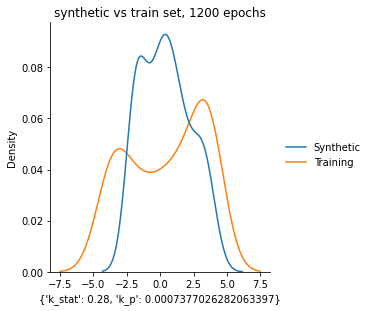 synthetic vs train set, 1200 epochs
Density
0.08
0.06
0.04
0.02
0.00
−7.5 −5.0 −2.5 0.0 2.5 5.0 7.5
{'k_stat': 0.28, 'k_p': 0.0007377026282063397}
Synthetic
Training